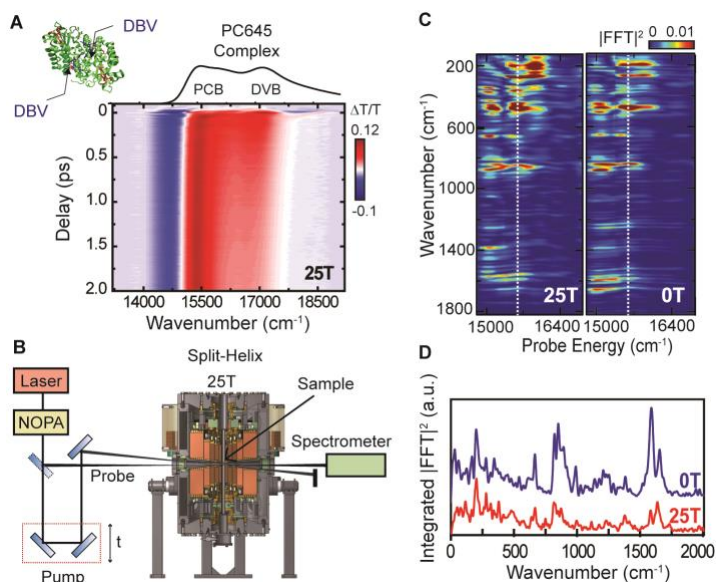 A
DBV
DBV
PC645
Complex
PCB
DVB
ΔT/T
0.12
-0.1
Delay (ps)
0
0.5
1.0
1.5
2.0
25T
14000 15500 17000 18500
Wavenumber (cm-1)
B
Laser
NOPA
Probe
t
Pump
Split-Helix
25T
Sample
Spectrometer
C
|FFT|²
0 0.01
Wavenumber (cm-1)
200
600
1000
1400
1800
25T
0T
15000 16400 15000 16400
Probe Energy (cm-1)
D
Integrated |FFT|² (a.u.)
0T
25T
0 500 1000 1500 2000
Wavenumber (cm-1)